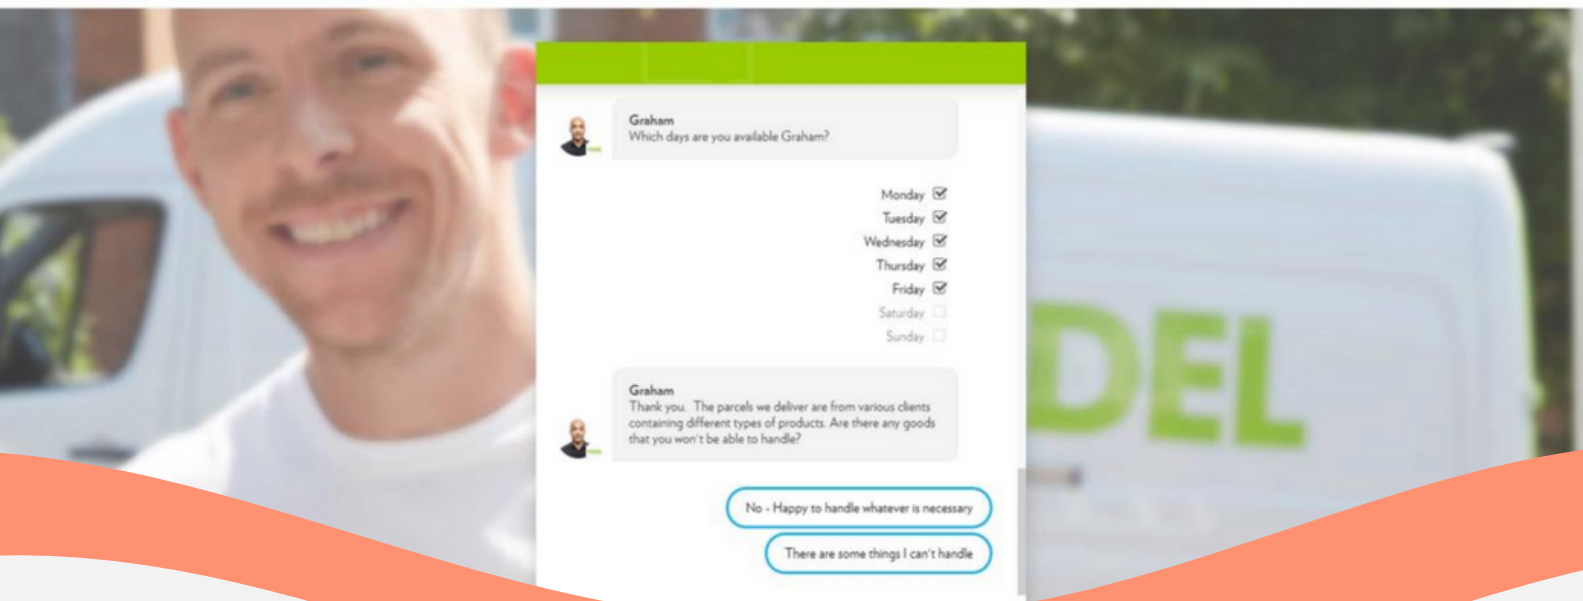 Graham
Which days are you available Graham?
Monday
Tuesday
Wednesday
Thursday
Friday
Saturday
Sunday
Graham
Thank you.  The parcels we deliver are from various clients
containing different types of products. Are there any goods
that you won't be able to handle?
DEL
No - Happy to handle whatever is necessary
There are some things I can't handle